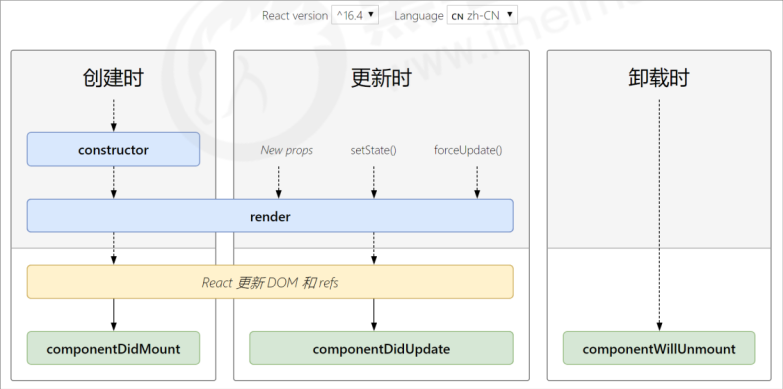 React version ^16.4 Language CN zh-CN
创建时 更新时 卸载时
constructor
New props setState() forceUpdate()
render
React 更新 DOM 和 refs
componentDidMount componentDidUpdate componentWillUnmount